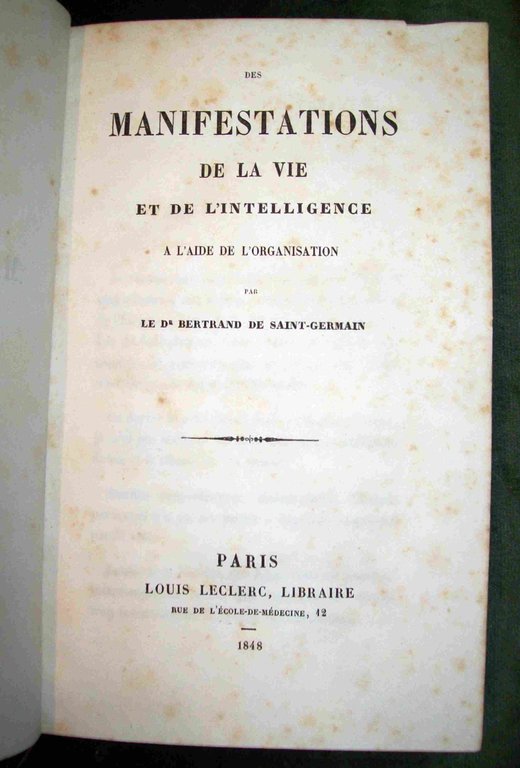 DES
MANIFESTATIONS
DE LA VIE
ET DE L'INTELLIGENCE
A L'AIDE DE L'ORGANISATION
PAR
LE DR BERTRAND DE SAINT-GERMAIN
PARIS
LOUIS LECLERC, LIBRAIRE
RUE DE L'ÉCOLE-DE-MÉDECINE, 12
1848